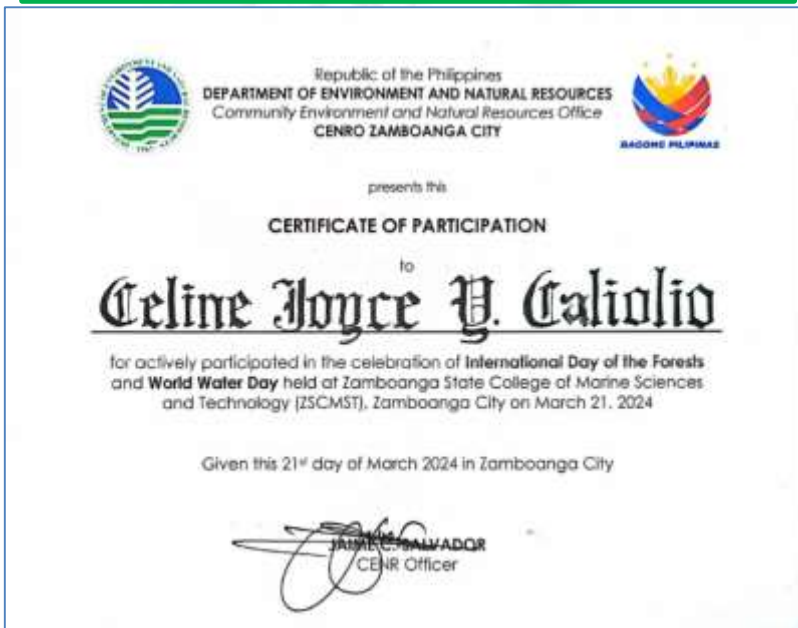 Republic of the Philippines
DEPARTMENT OF ENVIRONMENT AND NATURAL RESOURCES
Community Environment and Natural Resources Office
CENRO ZAMBOANGA CITY
BAGONG PILIPINAS
presents this
CERTIFICATE OF PARTICIPATION
to
Celine Joyce Y. Caliolio
for actively participated in the celebration of International Day of the Forests
and World Water Day held at Zamboanga State College of Marine Sciences
and Technology (ZSCMST), Zamboanga City on March 21, 2024
Given this 21st day of March 2024 in Zamboanga City
JAIME C. SALVADOR
CENR Officer